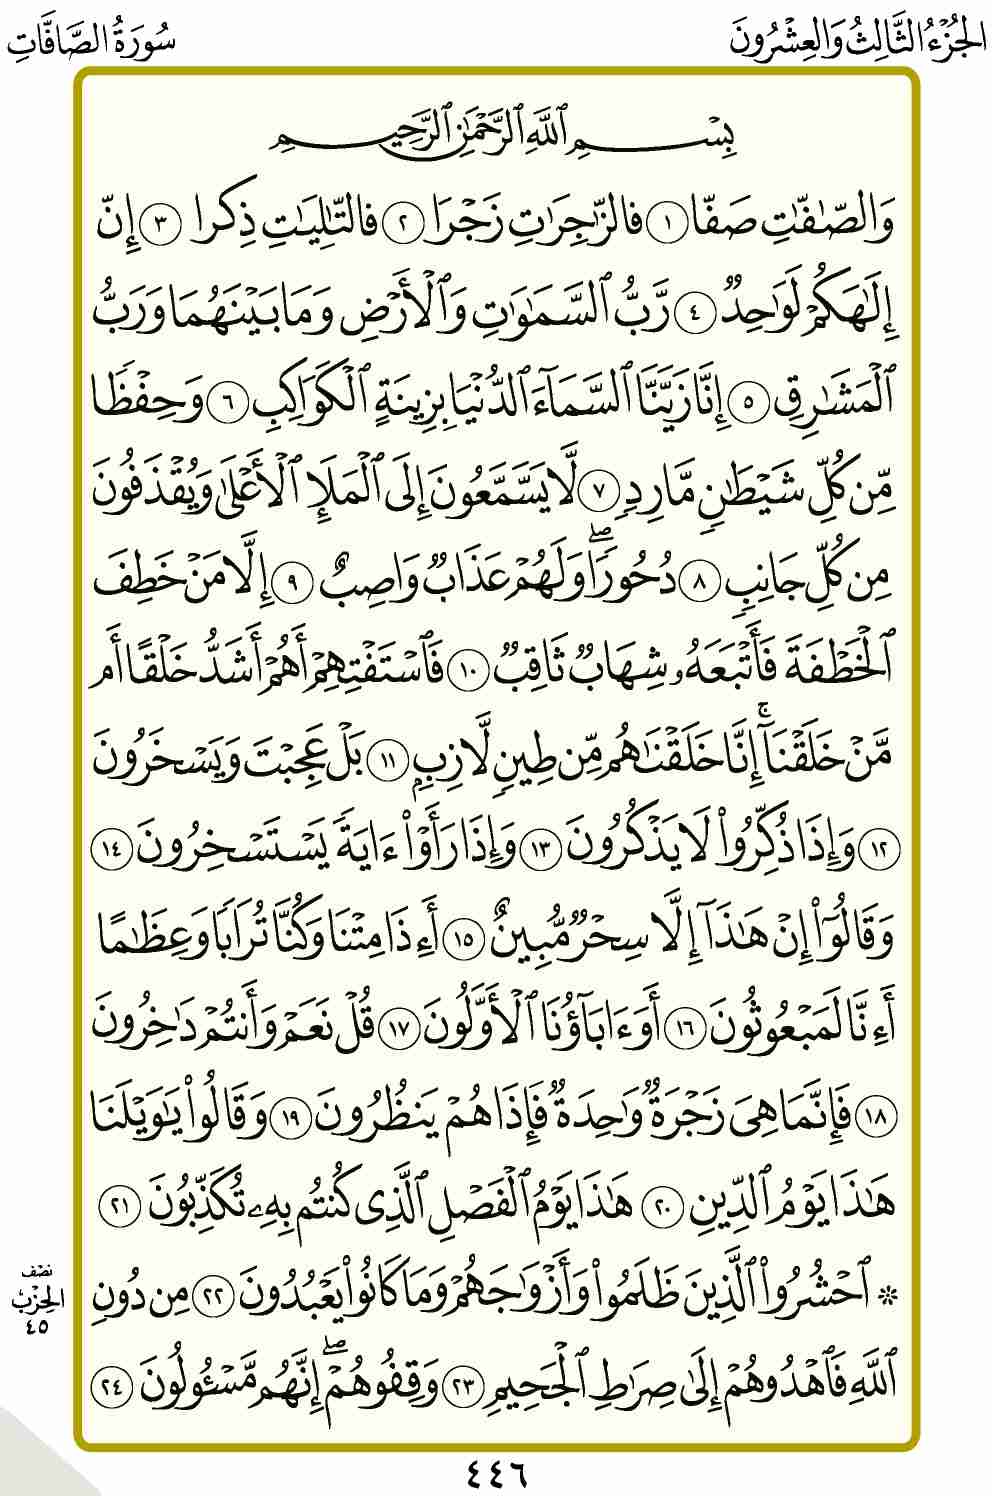 الجُزْءُ الثَّالِثُ وَالعِشْرُونَ
سُورَةُ الصَّافَّاتِ
بِسْمِ ٱللَّهِ ٱلرَّحْمَٰنِ ٱلرَّحِيمِ
وَالصَّٰفَّٰتِ صَفّٗا ١ فَالزَّٰجِرَٰتِ زَجْرٗا ٢ فَالتَّٰلِيَٰتِ ذِكْرًا ٣ إِنَّ
إِلَٰهَكُمْ لَوَٰحِدٞ ٤ رَّبُّ ٱلسَّمَٰوَٰتِ وَٱلْأَرْضِ وَمَا بَيْنَهُمَا وَرَبُّ
ٱلْمَشَٰرِقِ ٥ إِنَّا زَيَّنَّا ٱلسَّمَآءَ ٱلدُّنْيَا بِزِينَةٍ ٱلْكَوَاكِبِ ٦ وَحِفْظٗا
مِّن كُلِّ شَيْطَٰنٖ مَّارِدٖ ٧ لَّا يَسَّمَّعُونَ إِلَى ٱلْمَلَإِ ٱلْأَعْلَىٰ وَيُقْذَفُونَ
مِن كُلِّ جَانِبٖ ٨ دُحُورٗاۖ وَلَهُمْ عَذَابٞ وَاصِبٌ ٩ إِلَّا مَنْ خَطِفَ
ٱلْخَطْفَةَ فَأَتْبَعَهُۥ شِهَابٞ ثَاقِبٞ ١٠ فَٱسْتَفْتِهِمْ أَهُمْ أَشَدُّ خَلْقًا أَم
مَّنْ خَلَقْنَآۚ إِنَّا خَلَقْنَٰهُم مِّن طِينٖ لَّازِبِۭ ١١ بَلْ عَجِبْتَ وَيَسْخَرُونَ
١٢ وَإِذَا ذُكِّرُوا۟ لَا يَذْكُرُونَ ١٣ وَإِذَا رَأَوْا۟ ءَايَةٗ يَسْتَسْخِرُونَ ١٤
وَقَالُوٓا۟ إِنْ هَٰذَآ إِلَّا سِحْرٞ مُّبِينٌ ١٥ أَءِذَا مِتْنَا وَكُنَّا تُرَابٗا وَعِظَٰمًا
أَءِنَّا لَمَبْعُوثُونَ ١٦ أَوَءَابَآؤُنَا ٱلْأَوَّلُونَ ١٧ قُلْ نَعَمْ وَأَنتُمْ دَٰخِرُونَ
١٨ فَإِنَّمَا هِىَ زَجْرَةٞ وَٰحِدَةٞ فَإِذَا هُمْ يَنظُرُونَ ١٩ وَقَالُوا۟ يَٰوَيْلَنَا
هَٰذَا يَوْمُ ٱلدِّينِ ٢٠ هَٰذَا يَوْمُ ٱلْفَصْلِ ٱلَّذِى كُنتُم بِهِۦ تُكَذِّبُونَ ٢١
* ٱحْشُرُوا۟ ٱلَّذِينَ ظَلَمُوا۟ وَأَزْوَٰجَهُمْ وَمَا كَانُوا۟ يَعْبُدُونَ ٢٢ مِن دُونِ
ٱللَّهِ فَٱهْدُوهُمْ إِلَىٰ صِرَٰطِ ٱلْجَحِيمِ ٢٣ وَقِفُوهُمْۖ إِنَّهُم مَّسْـُٔولُونَ ٢٤
نصْف
الحِزْب
٤٥
٤٤٦